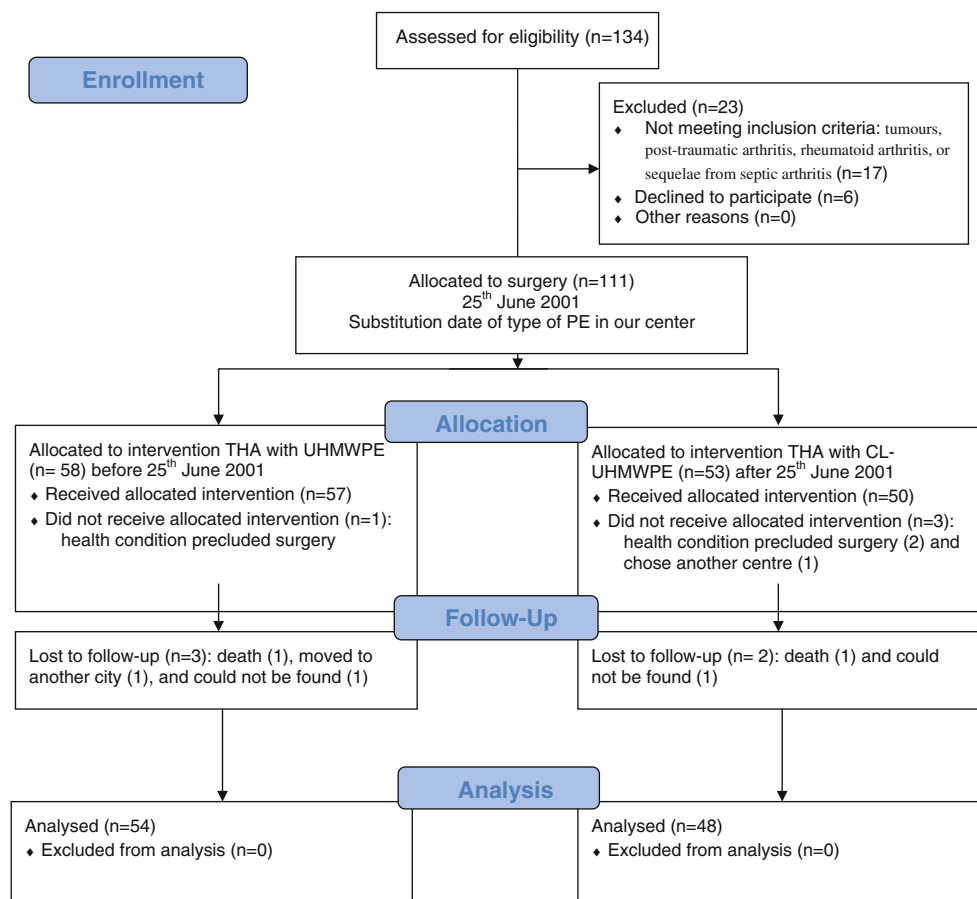 Assessed for eligibility (n=134)
Enrollment
Excluded (n=23)
♦ Not meeting inclusion criteria: tumours,
post-traumatic arthritis, rheumatoid arthritis, or
sequelae from septic arthritis (n=17)
♦ Declined to participate (n=6)
♦ Other reasons (n=0)
Allocated to surgery (n=111)
25th June 2001
Substitution date of type of PE in our center
Allocation
Allocated to intervention THA with UHMWPE
(n= 58) before 25th June 2001
♦ Received allocated intervention (n=57)
♦ Did not receive allocated intervention (n=1):
health condition precluded surgery
Allocated to intervention THA with CL-
UHMWPE (n=53) after 25th June 2001
♦ Received allocated intervention (n=50)
♦ Did not receive allocated intervention (n=3):
health condition precluded surgery (2) and
chose another centre (1)
Follow-Up
Lost to follow-up (n=3): death (1), moved to
another city (1), and could not be found (1)
Lost to follow-up (n= 2): death (1) and could
not be found (1)
Analysis
Analysed (n=54)
♦ Excluded from analysis (n=0)
Analysed (n=48)
♦ Excluded from analysis (n=0)